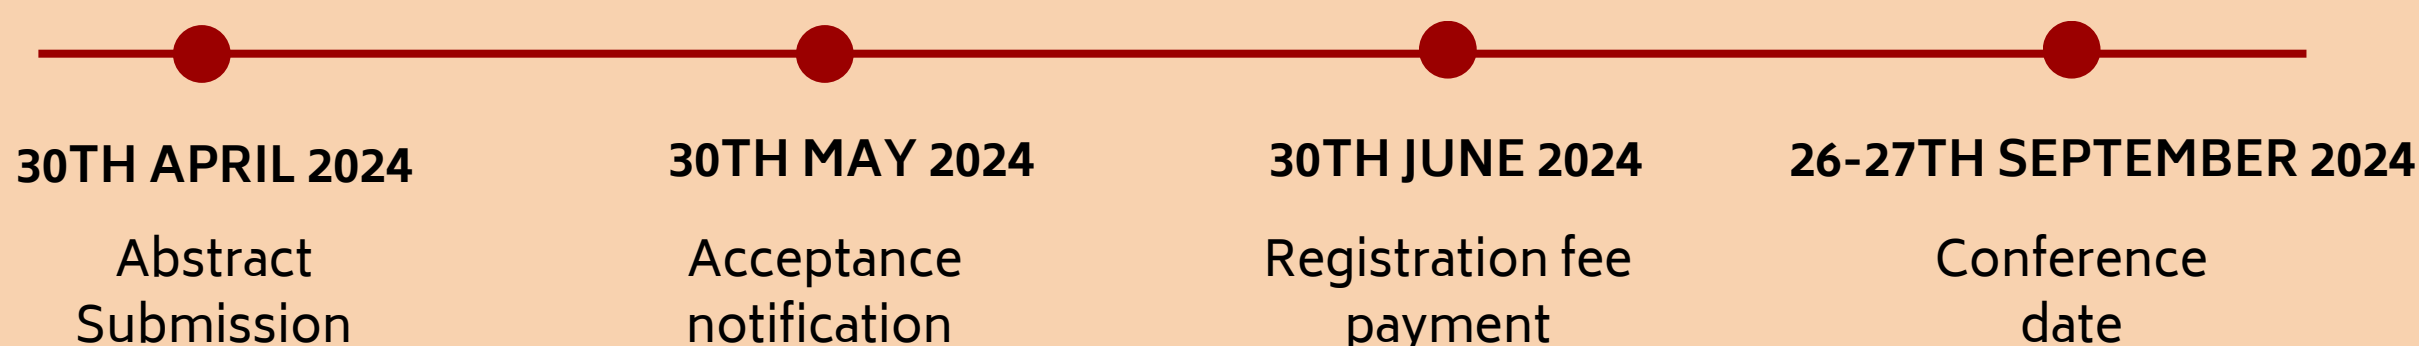 30TH APRIL 2024
Abstract
Submission
30TH MAY 2024
Acceptance
notification
30TH JUNE 2024
Registration fee
payment
26-27TH SEPTEMBER 2024
Conference
date